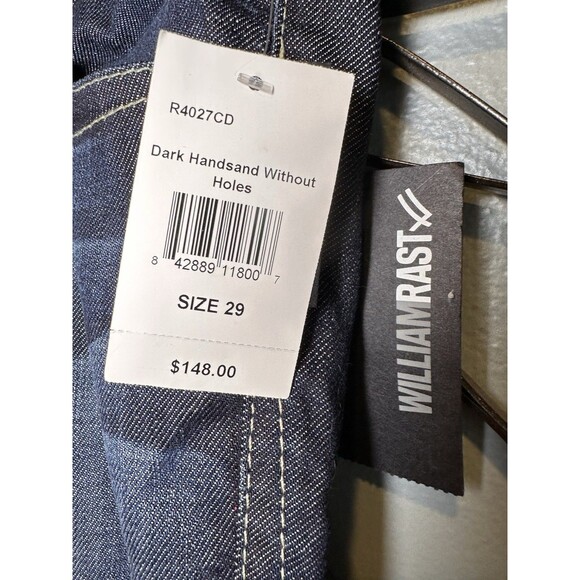 R4027CD
Dark Handsand Without
Holes
8 42889 11800 7
SIZE 29
$148.00
WILLIAMRAST